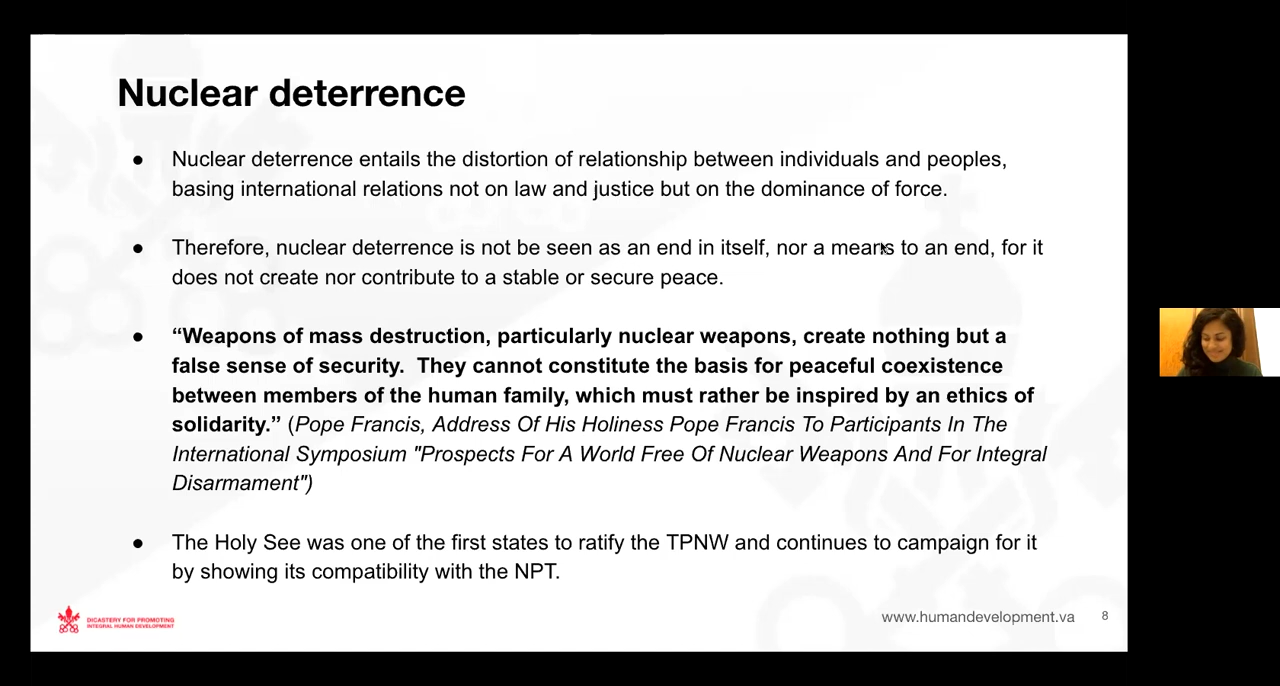 Nuclear deterrence
● Nuclear deterrence entails the distortion of relationship between individuals and peoples,
basing international relations not on law and justice but on the dominance of force.
● Therefore, nuclear deterrence is not be seen as an end in itself, nor a means to an end, for it
does not create nor contribute to a stable or secure peace.
● “Weapons of mass destruction, particularly nuclear weapons, create nothing but a
false sense of security.  They cannot constitute the basis for peaceful coexistence
between members of the human family, which must rather be inspired by an ethics of
solidarity.” (Pope Francis, Address Of His Holiness Pope Francis To Participants In The
International Symposium "Prospects For A World Free Of Nuclear Weapons And For Integral
Disarmament")
● The Holy See was one of the first states to ratify the TPNW and continues to campaign for it
by showing its compatibility with the NPT.
DICASTERY FOR PROMOTING
INTEGRAL HUMAN DEVELOPMENT
www.humandevelopment.va 8